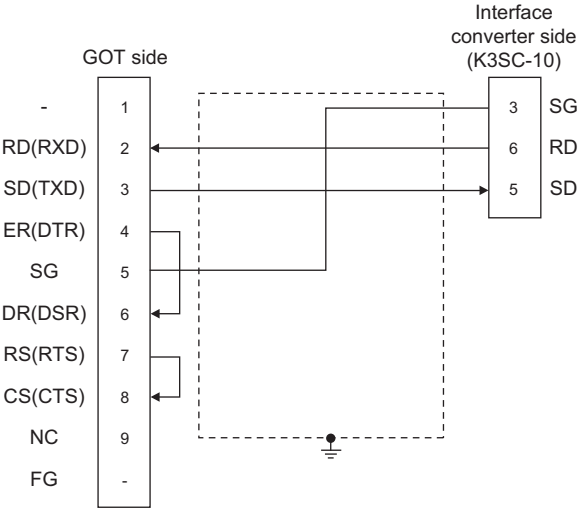 Interface
converter side
(K3SC-10)
GOT side
- 1
RD(RXD) 2
SD(TXD) 3
ER(DTR) 4
SG 5
DR(DSR) 6
RS(RTS) 7
CS(CTS) 8
NC 9
FG -
3 SG
6 RD
5 SD